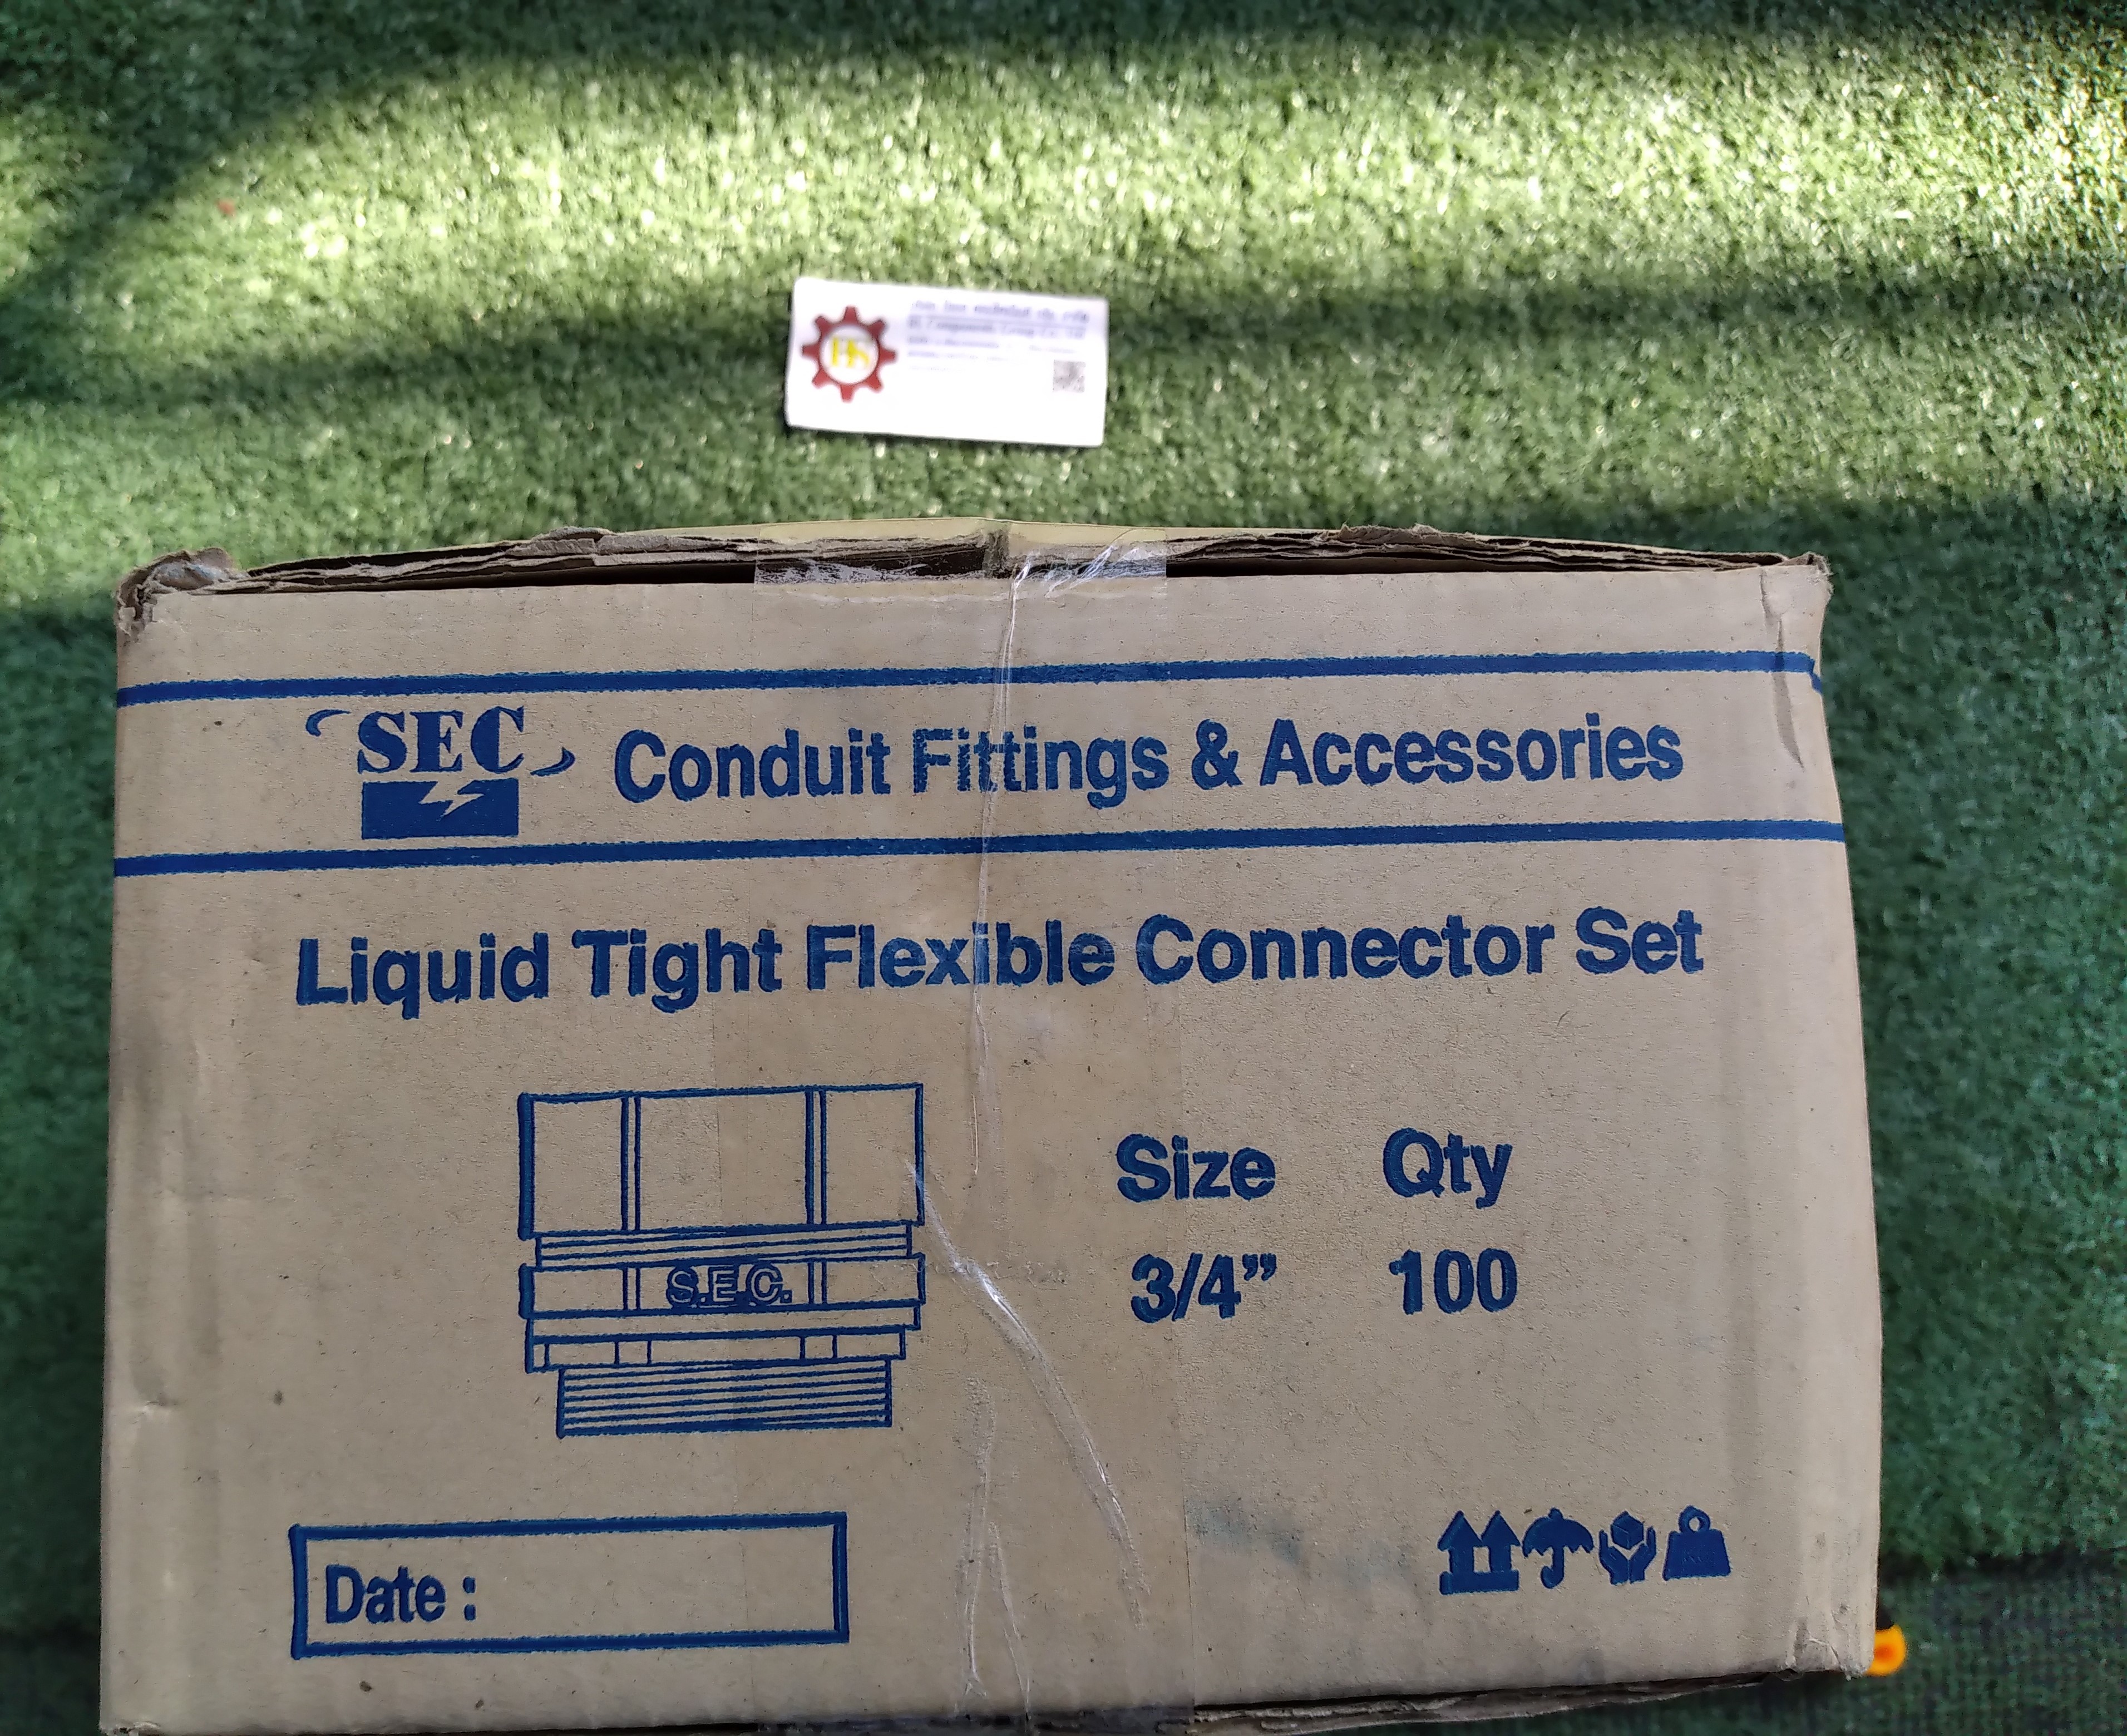 SEC Conduit Fittings & Accessories
Liquid Tight Flexible Connector Set
S.E.C.
Size Qty
3/4” 100
Date :